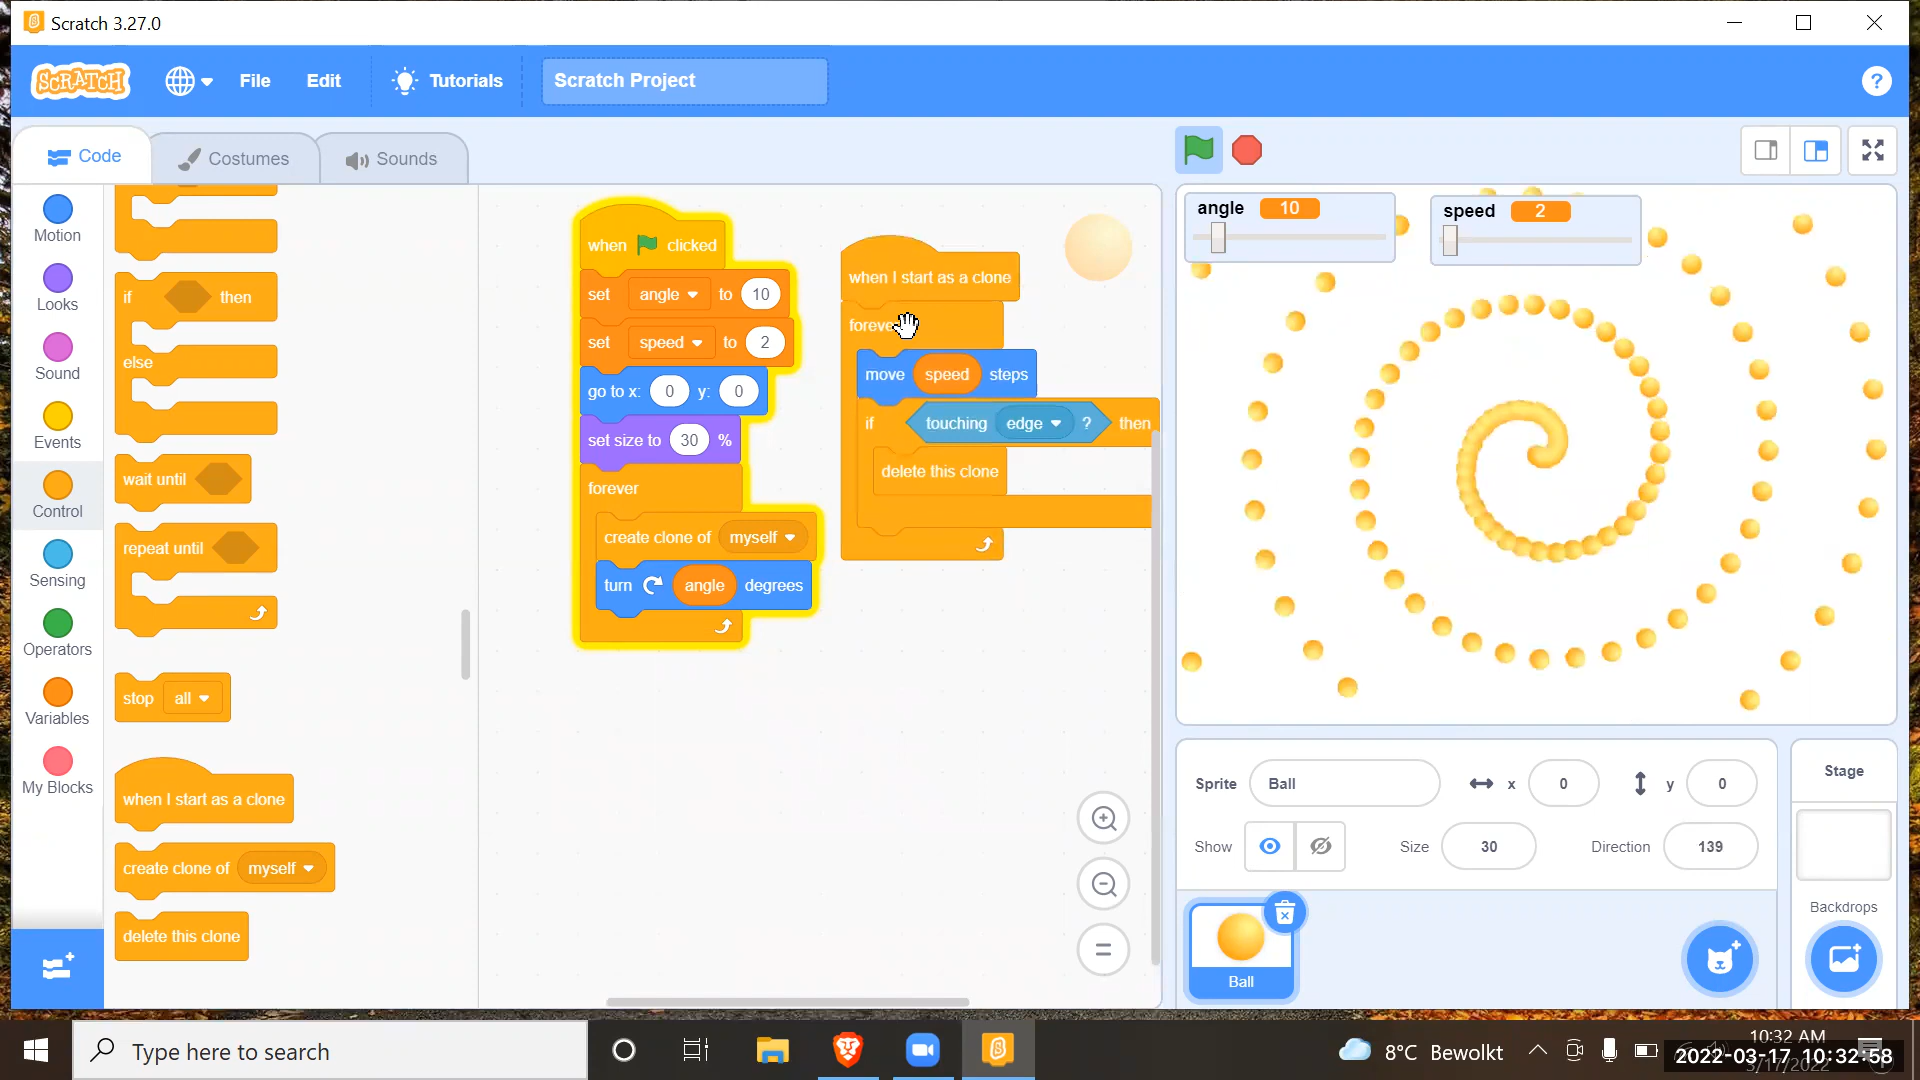 Scratch 3.27.0
SCRATCH
File
Edit
Tutorials
Scratch Project
?
Code
Costumes
Sounds
Motion
Looks
Sound
Events
Control
Sensing
Operators
Variables
My Blocks
if then
else
wait until
repeat until
stop all
when I start as a clone
create clone of myself
delete this clone
when clicked
set angle to 10
set speed to 2
go to x: 0 y: 0
set size to 30 %
forever
create clone of myself
turn angle degrees
when I start as a clone
move speed steps
if touching edge ? then
delete this clone
angle 10
speed 2
Sprite
Ball
x 0
y 0
Show
Size 30
Direction 139
Ball
Stage
Backdrops
Type here to search
8°C Bewolkt
10:32 AM
3/17/2022
2022-03-17 10:32:58